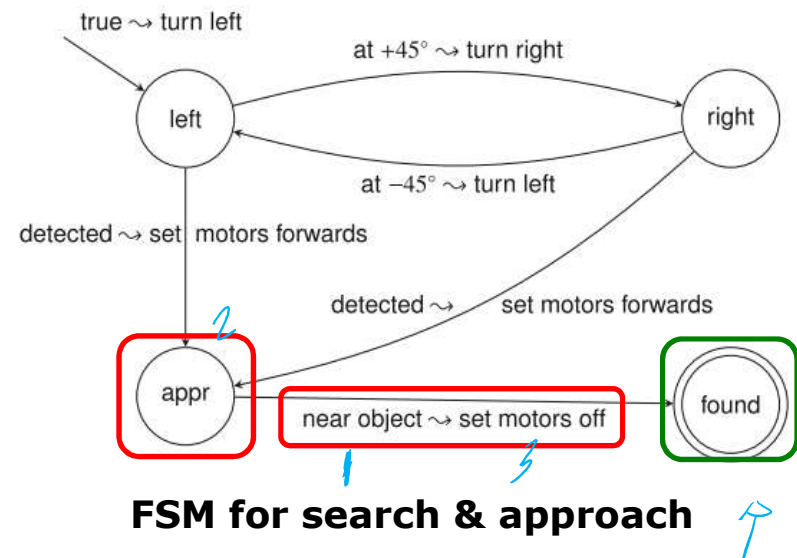 true ⤳ turn left
at +45° ⤳ turn right
left
right
at −45° ⤳ turn left
detected ⤳ set motors forwards
detected ⤳ set motors forwards
2
appr
found
near object ⤳ set motors off
1 3
FSM for search & approach